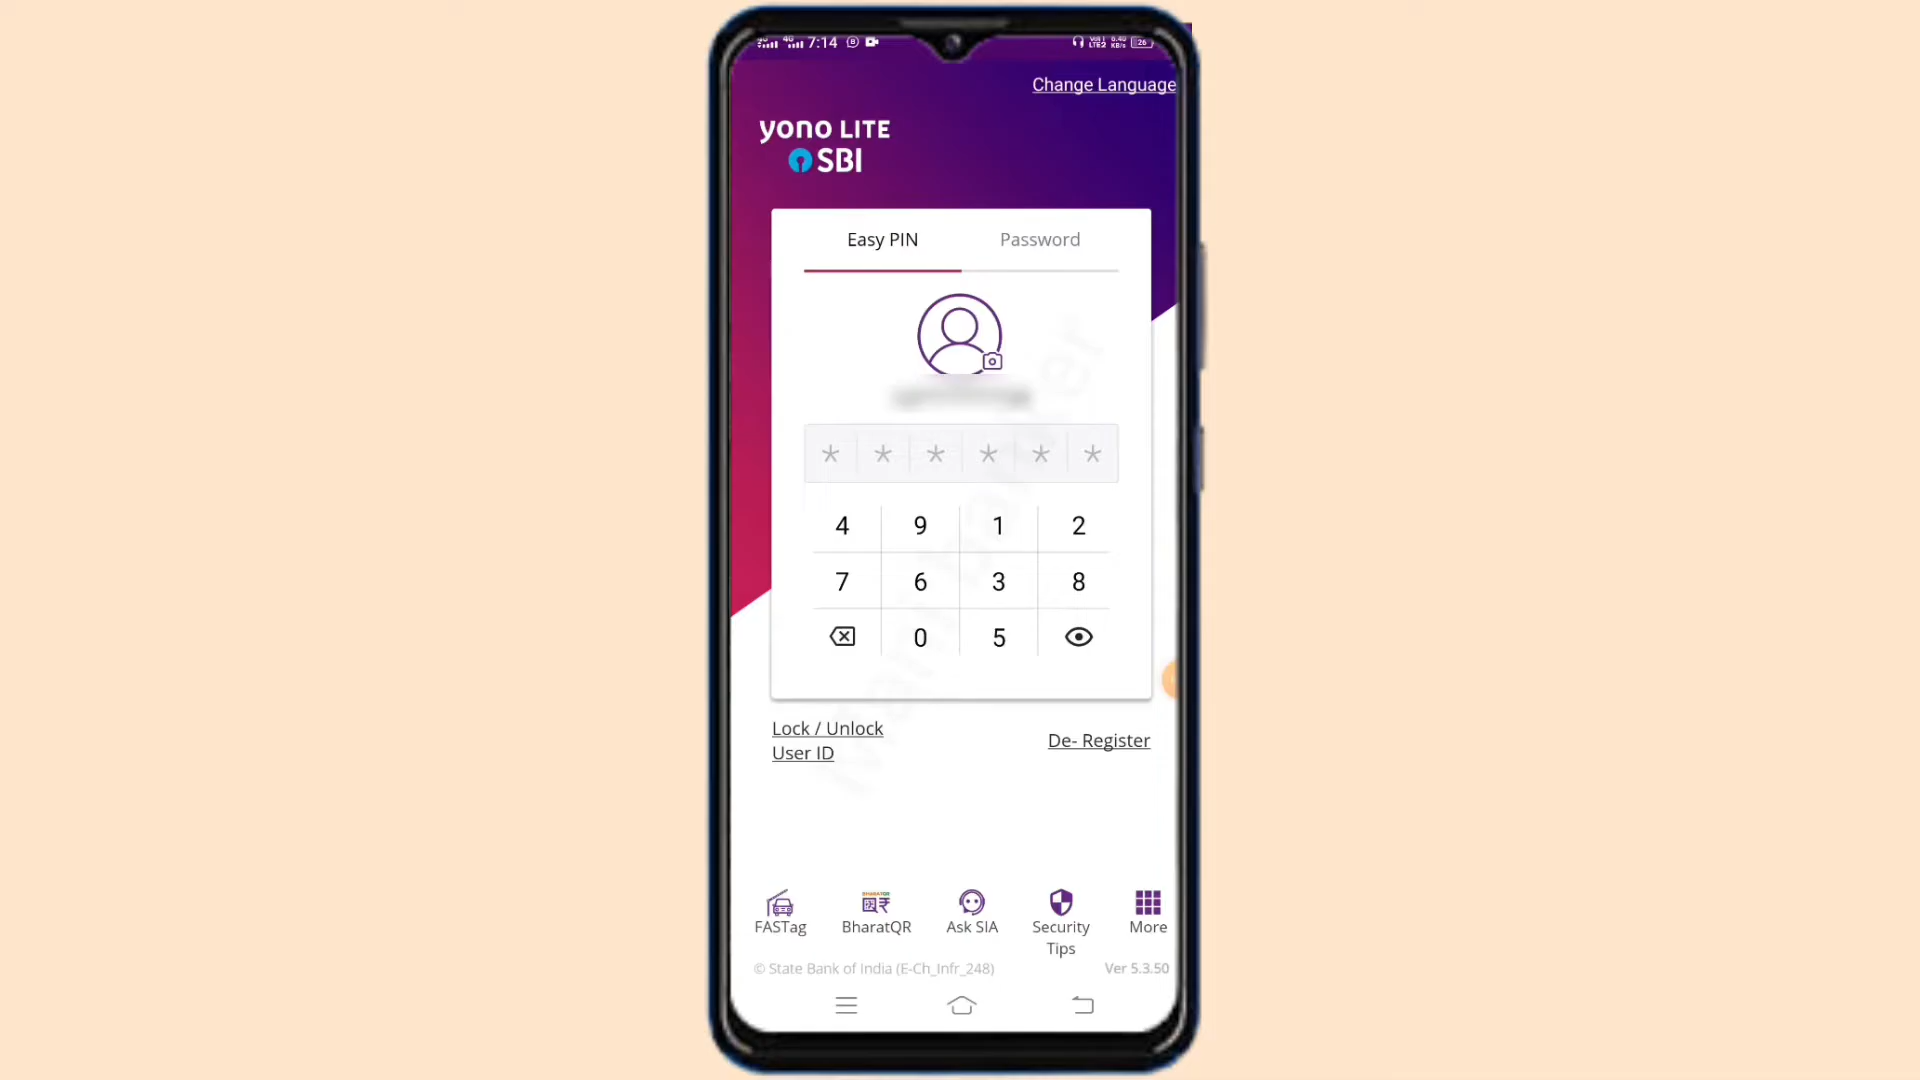 7:14
26
Change Language
yono LITE
SBI
Easy PIN Password
* * * * * *
4 9 1 2
7 6 3 8
0 5
Lock / Unlock
User ID
De- Register
FASTag BharatQR Ask SIA Security
Tips
More
© State Bank of India (E-Ch_Infr_248) Ver 5.3.50